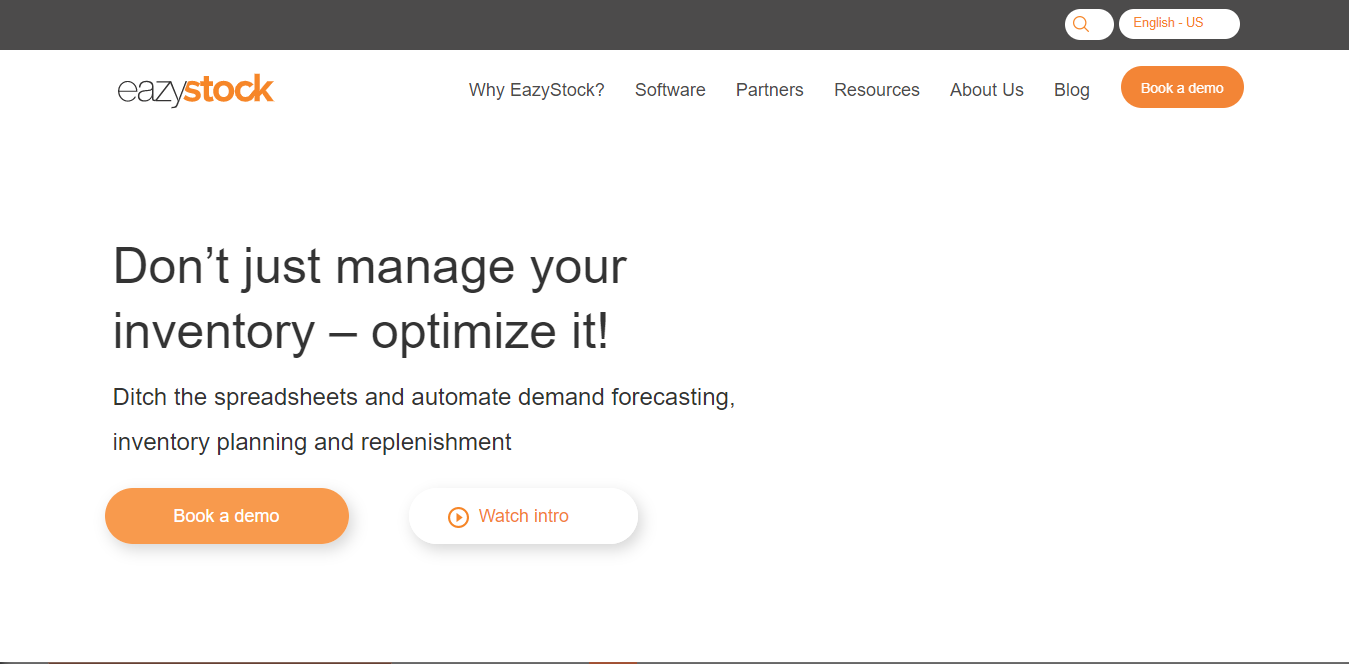 English - US
eazystock
Why EazyStock?
Software
Partners
Resources
About Us
Blog
Book a demo
Don’t just manage your
inventory – optimize it!
Ditch the spreadsheets and automate demand forecasting,
inventory planning and replenishment
Book a demo
Watch intro